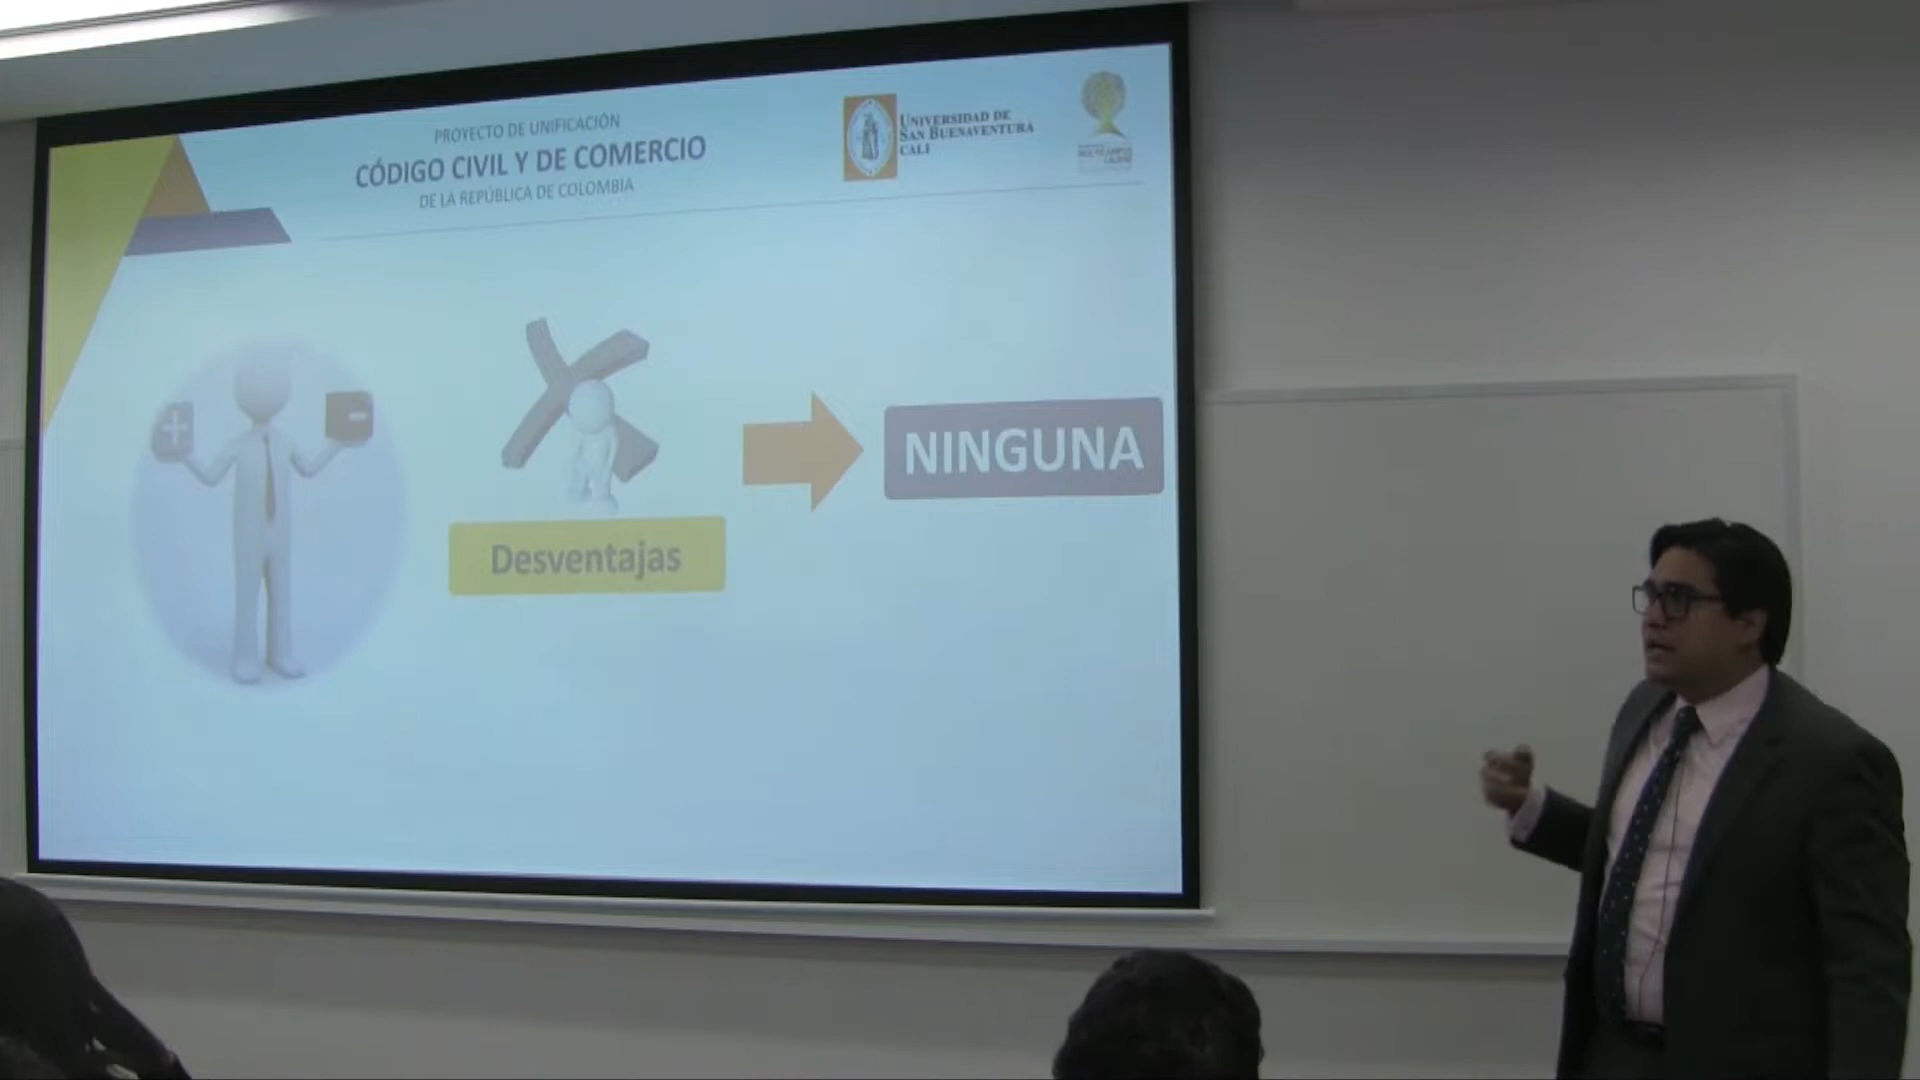 PROYECTO DE UNIFICACIÓN
CÓDIGO CIVIL Y DE COMERCIO
DE LA REPÚBLICA DE COLOMBIA
UNIVERSIDAD DE
SAN BUENAVENTURA
CALI
+
-
NINGUNA
Desventajas